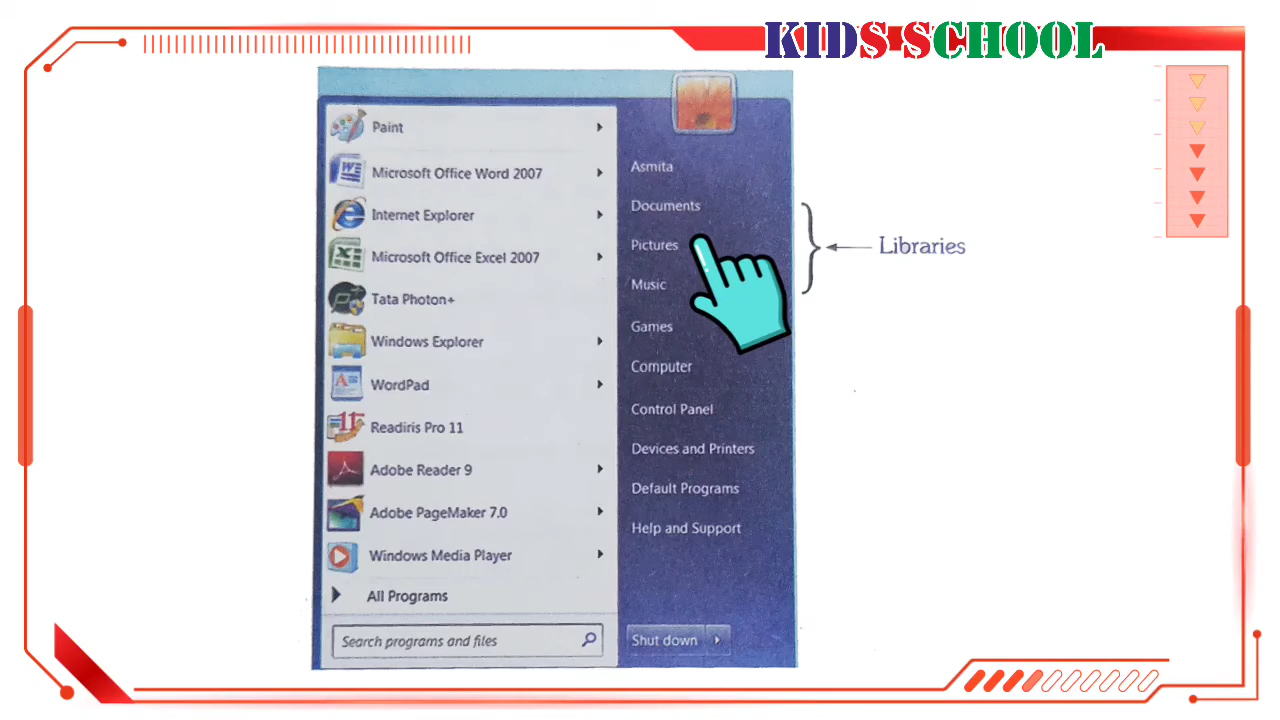 KIDS SCHOOL
Paint
Microsoft Office Word 2007
Internet Explorer
Microsoft Office Excel 2007
Tata Photon+
Windows Explorer
WordPad
Readiris Pro 11
Adobe Reader 9
Adobe PageMaker 7.0
Windows Media Player
All Programs
Search programs and files
Asmita
Documents
Pictures
Music
Games
Computer
Control Panel
Devices and Printers
Default Programs
Help and Support
Shut down
Libraries